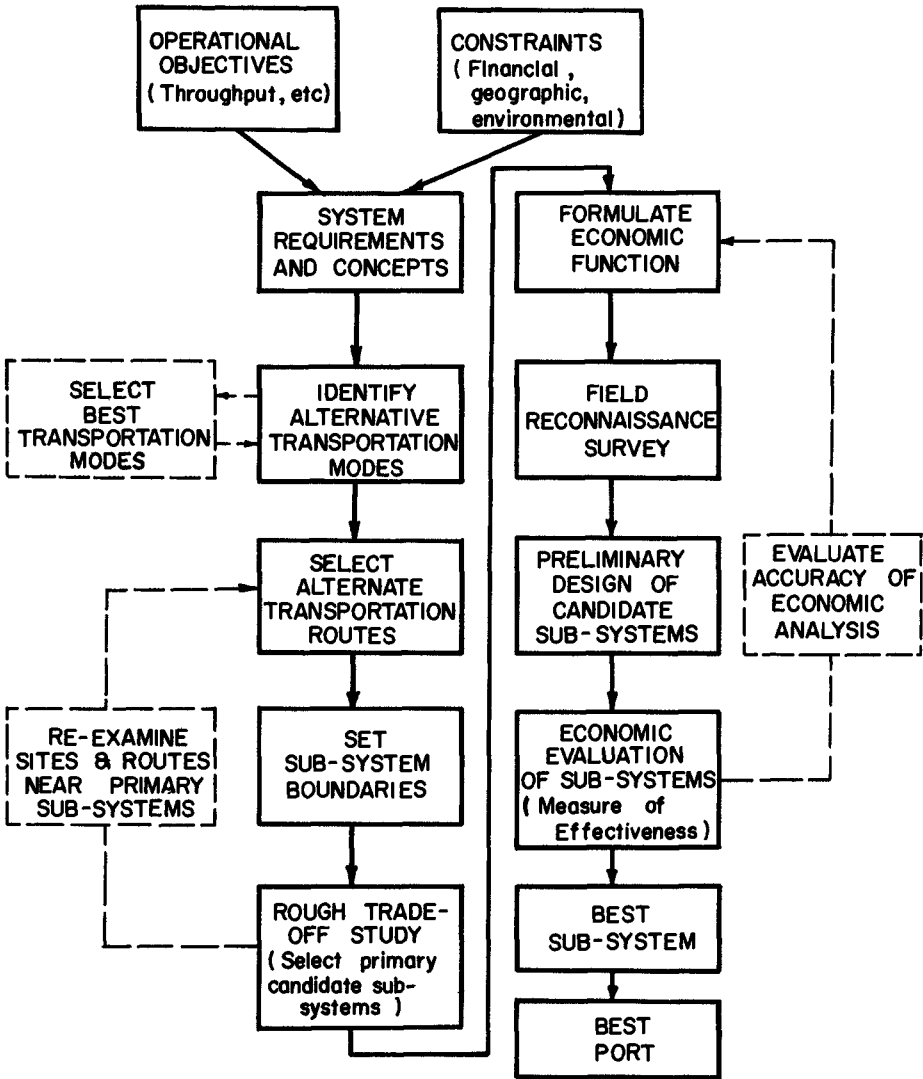 OPERATIONAL
OBJECTIVES
(Throughput, etc)
CONSTRAINTS
(Financial,
geographic,
environmental)
SYSTEM
REQUIREMENTS
AND CONCEPTS
SELECT
BEST
TRANSPORTATION
MODES
IDENTIFY
ALTERNATIVE
TRANSPORTATION
MODES
SELECT
ALTERNATE
TRANSPORTATION
ROUTES
RE-EXAMINE
SITES & ROUTES
NEAR PRIMARY
SUB-SYSTEMS
SET
SUB-SYSTEM
BOUNDARIES
ROUGH TRADE-
OFF STUDY
(Select primary
candidate sub-
systems)
FORMULATE
ECONOMIC
FUNCTION
FIELD
RECONNAISSANCE
SURVEY
PRELIMINARY
DESIGN OF
CANDIDATE
SUB-SYSTEMS
EVALUATE
ACCURACY OF
ECONOMIC
ANALYSIS
ECONOMIC
EVALUATION
OF SUB-SYSTEMS
(Measure of
Effectiveness)
BEST
SUB-SYSTEM
BEST
PORT